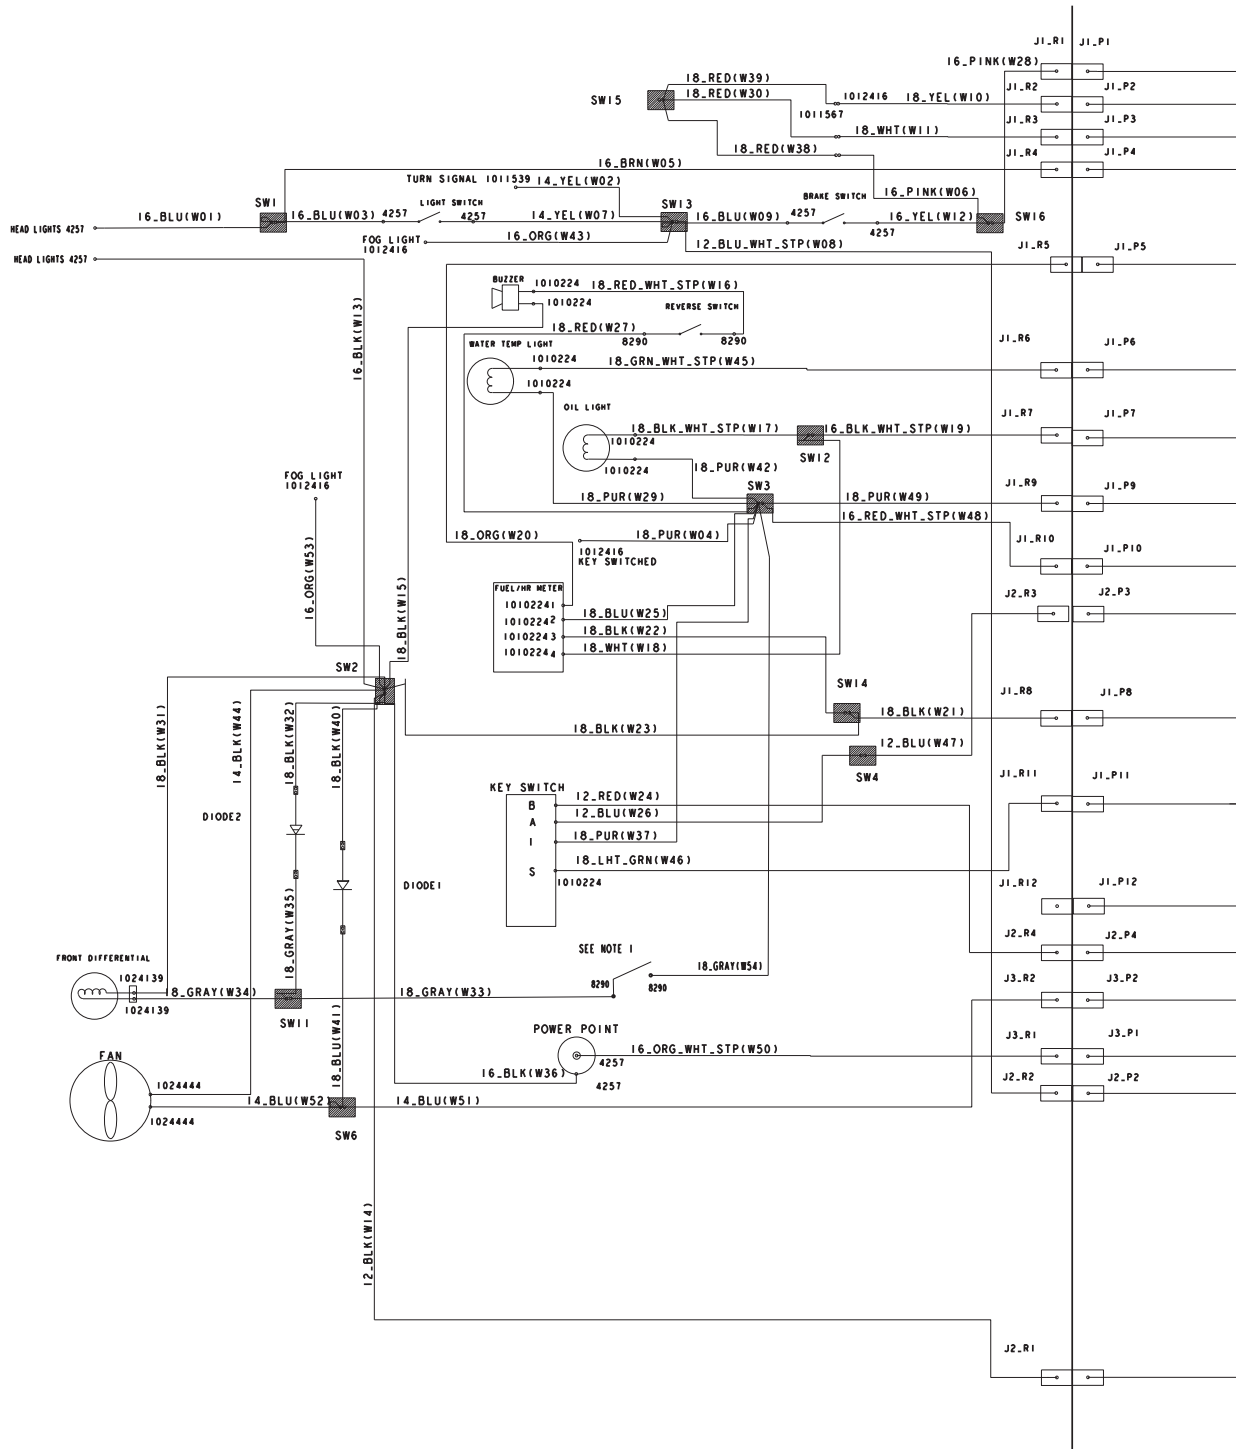 J1_R1 J1_P1
16_PINK(W28)
18_RED(W39)
J1_R2 J1_P2
SW15
18_RED(W30)
1012416
18_YEL(W10)
1011567
J1_R3 J1_P3
18_WHT(W11)
18_RED(W38)
J1_R4 J1_P4
16_BRN(W05)
TURN SIGNAL 1011539 14_YEL(W02)
16_PINK(W06)
BRAKE SWITCH
SW1
LIGHT SWITCH
SW13
16_BLU(W01)
16_BLU(W03)
4257
4257
14_YEL(W07)
16_BLU(W09)
4257
16_YEL(W12)
SW16
HEAD LIGHTS 4257
4257
16_ORG(W43)
FOG LIGHT
1012416
12_BLU_WHT_STP(W08)
J1_R5 J1_P5
HEAD LIGHTS 4257
BUZZER
1010224
18_RED_WHT_STP(W16)
1010224
REVERSE SWITCH
16_BLK(W13)
18_RED(W27)
8290
8290
J1_R6 J1_P6
WATER TEMP LIGHT
1010224
18_GRN_WHT_STP(W45)
1010224
OIL LIGHT
J1_R7 J1_P7
18_BLK_WHT_STP(W17)
16_BLK_WHT_STP(W19)
1010224
SW12
1010224
18_PUR(W42)
FOG LIGHT
1012416
SW3
J1_R9 J1_P9
18_PUR(W29)
18_PUR(W49)
16_RED_WHT_STP(W48)
18_ORG(W20)
18_PUR(W04)
J1_R10 J1_P10
1012416
KEY SWITCHED
16_ORG(W53)
18_BLK(W15)
FUEL/HR METER
1010224 1
1010224 2
1010224 3
1010224 4
18_BLU(W25)
18_BLK(W22)
18_WHT(W18)
J2_R3 J2_P3
SW2
SW14
J1_R8 J1_P8
18_BLK(W31)
14_BLK(W44)
18_BLK(W32)
18_BLK(W40)
18_BLK(W23)
18_BLK(W21)
12_BLU(W47)
SW4
J1_R11 J1_P11
KEY SWITCH
B
12_RED(W24)
A
12_BLU(W26)
DIODE2
I
18_PUR(W37)
S
18_LHT_GRN(W46)
1010224
DIODE1
J1_R12 J1_P12
18_GRAY(W35)
J2_R4 J2_P4
SEE NOTE 1
FRONT DIFFERENTIAL
1024139
18_GRAY(W54)
8290
8290
J3_R2 J3_P2
18_GRAY(W34)
18_GRAY(W33)
1024139
SW11
18_BLU(W41)
POWER POINT
J3_R1 J3_P1
FAN
16_ORG_WHT_STP(W50)
4257
16_BLK(W36)
4257
J2_R2 J2_P2
1024444
14_BLU(W52)
14_BLU(W51)
1024444
SW6
12_BLK(W14)
J2_R1